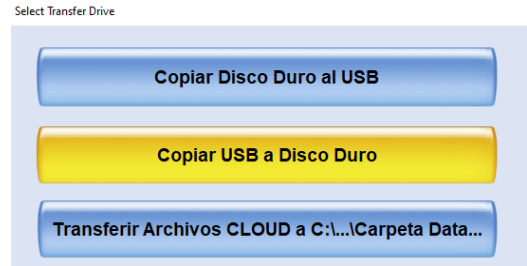 Select Transfer Drive
Copiar Disco Duro al USB
Copiar USB a Disco Duro
Transferir Archivos CLOUD a C:\...\Carpeta Data...